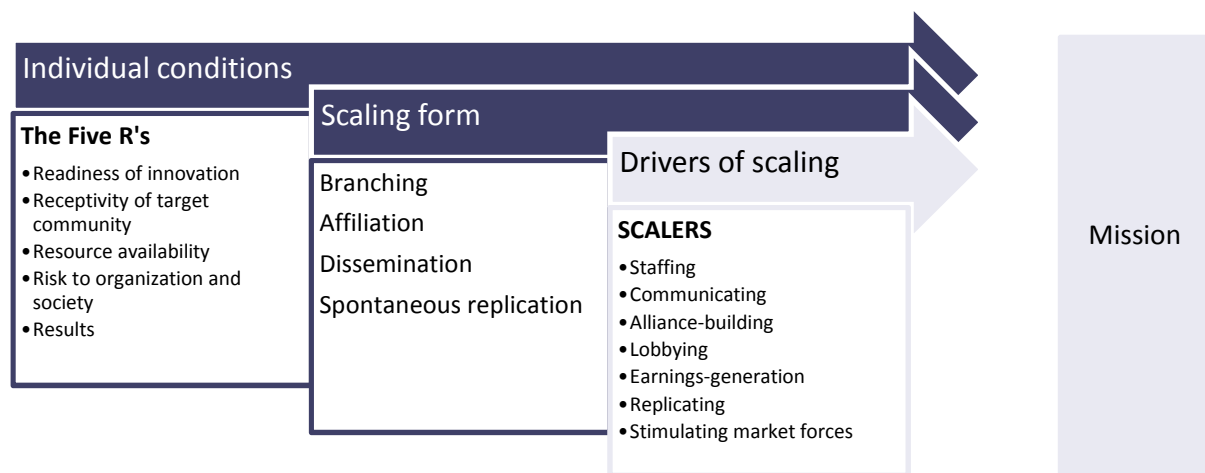 Individual conditions
The Five R's
•Readiness of innovation
•Receptivity of target
community
•Resource availability
•Risk to organization and
society
•Results
Scaling form
Branching
Affiliation
Dissemination
Spontaneous replication
Drivers of scaling
SCALERS
•Staffing
•Communicating
•Alliance-building
•Lobbying
•Earnings-generation
•Replicating
•Stimulating market forces
Mission